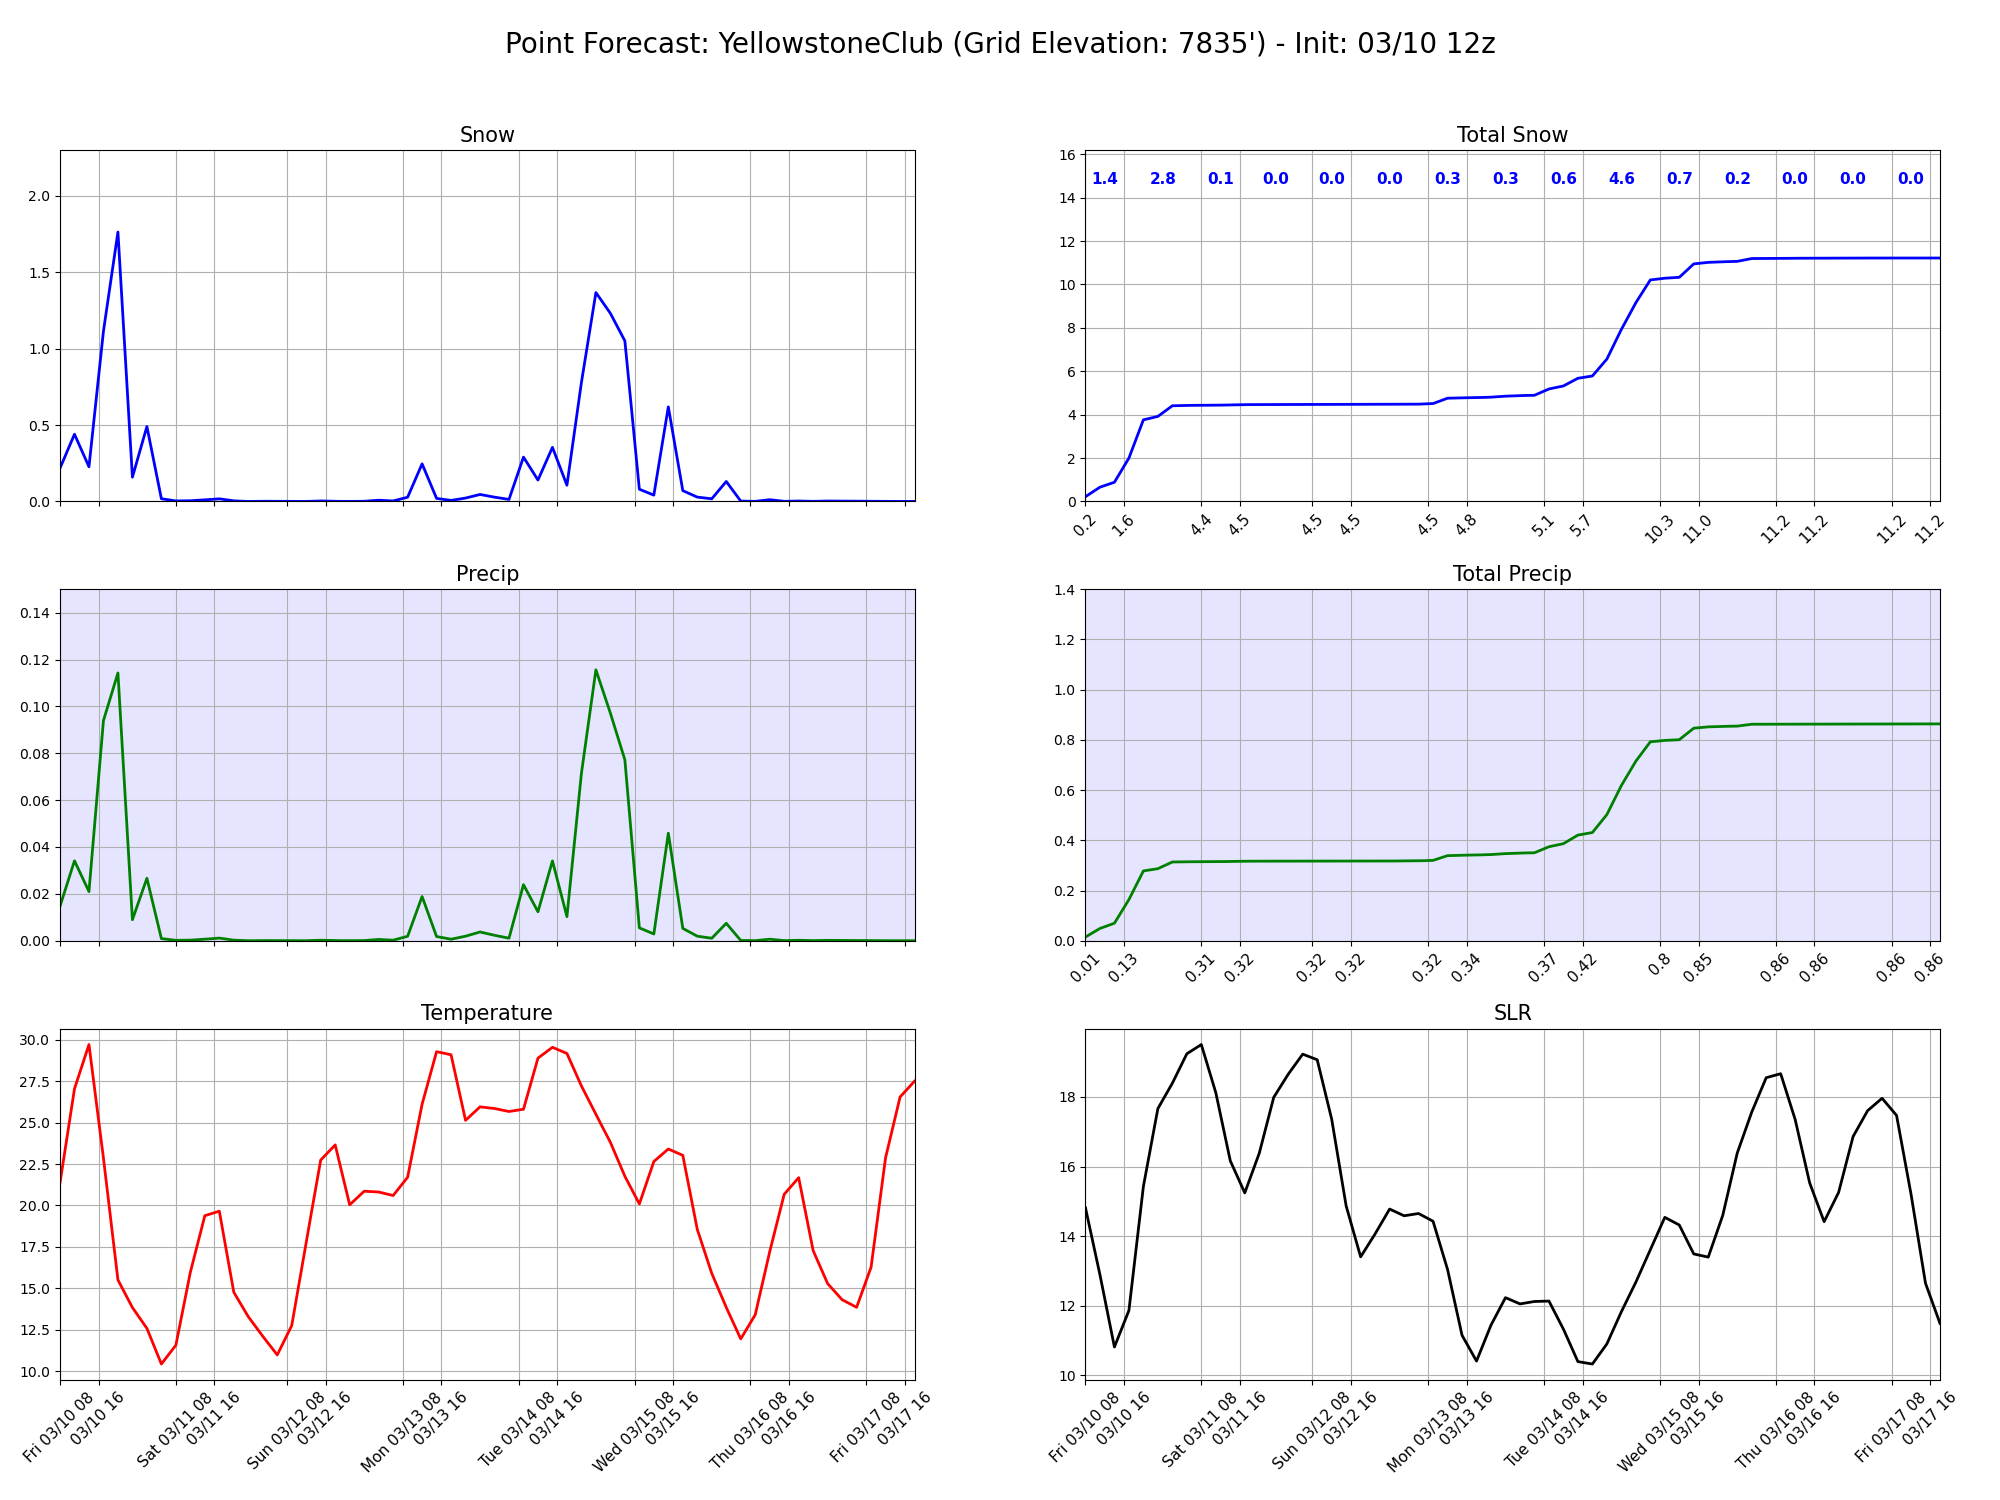 Point Forecast: YellowstoneClub (Grid Elevation: 7835') - Init: 03/10 12z
Snow
2.0
1.5
1.0
0.5
0.0
Total Snow
16
14
12
10
8
6
4
2
0
1.4 2.8 0.1 0.0 0.0 0.0 0.3 0.3 0.6 4.6 0.7 0.2 0.0 0.0 0.0
0.2 1.6 4.4 4.5 4.5 4.5 4.5 4.8 5.1 5.7 10.3 11.0 11.2 11.2 11.2 11.2
Precip
0.14
0.12
0.10
0.08
0.06
0.04
0.02
0.00
Total Precip
1.4
1.2
1.0
0.8
0.6
0.4
0.2
0.0
0.01 0.13 0.31 0.32 0.32 0.32 0.32 0.34 0.37 0.42 0.8 0.85 0.86 0.86 0.86 0.86
Temperature
30.0
27.5
25.0
22.5
20.0
17.5
15.0
12.5
10.0
Fri 03/10 08
03/10 16
Sat 03/11 08
03/11 16
Sun 03/12 08
03/12 16
Mon 03/13 08
03/13 16
Tue 03/14 08
03/14 16
Wed 03/15 08
03/15 16
Thu 03/16 08
03/16 16
Fri 03/17 08
03/17 16
SLR
18
16
14
12
10
Fri 03/10 08
03/10 16
Sat 03/11 08
03/11 16
Sun 03/12 08
03/12 16
Mon 03/13 08
03/13 16
Tue 03/14 08
03/14 16
Wed 03/15 08
03/15 16
Thu 03/16 08
03/16 16
Fri 03/17 08
03/17 16